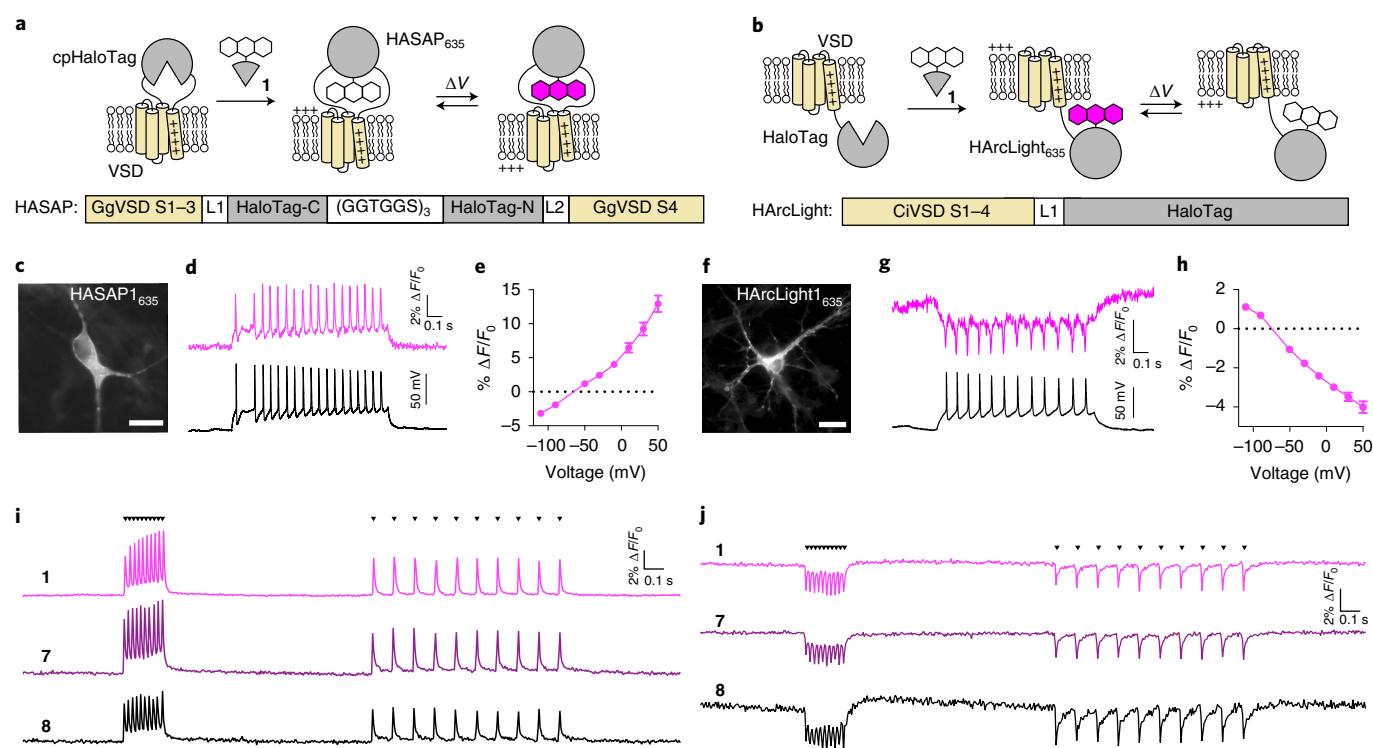 a
cpHaloTag
1
HASAP635
ΔV
+++
++++
VSD
+++
HASAP: GgVSD S1–3 L1 HaloTag-C (GGTGGS)3 HaloTag-N L2 GgVSD S4
b
VSD
+++
++++
1
ΔV
+++
HaloTag
HArcLight635
HArcLight: CiVSD S1–4 L1 HaloTag
c
HASAP1635
d
2% ΔF/F0
0.1 s
50 mV
e
% ΔF/F0
15
10
5
0
–5
–100 –50 0 50
Voltage (mV)
f
HArcLight1635
g
2% ΔF/F0
0.1 s
50 mV
h
% ΔF/F0
2
0
–2
–4
–100 –50 0 50
Voltage (mV)
i
2% ΔF/F0
0.1 s
1
7
8
j
1
2% ΔF/F0
0.1 s
7
8